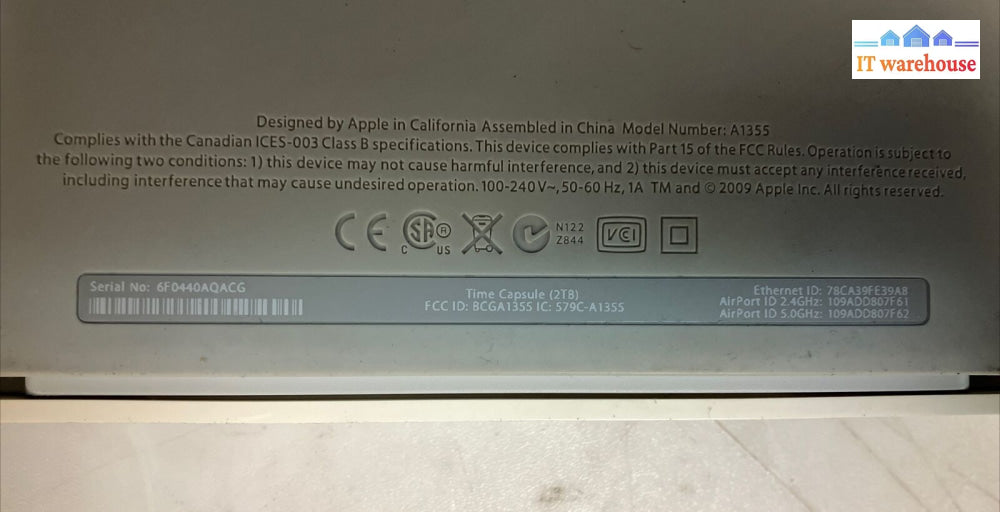 IT warehouse
Designed by Apple in California Assembled in China Model Number: A1355
Complies with the Canadian ICES-003 Class B specifications. This device complies with Part 15 of the FCC Rules. Operation is subject to
the following two conditions: 1) this device may not cause harmful interference, and 2) this device must accept any interference received,
including interference that may cause undesired operation. 100-240 V~, 50-60 Hz, 1A TM and © 2009 Apple Inc. All rights reserved.
CE C SA ® US N122 VCI
Z844
Serial No: 6F0440AQACG
Time Capsule (2TB)
FCC ID: BCGA1355 IC: 579C-A1355
Ethernet ID: 78CA39FE39A8
AirPort ID 2.4GHz: 109ADD807F61
AirPort ID 5.0GHz: 109ADD807F62